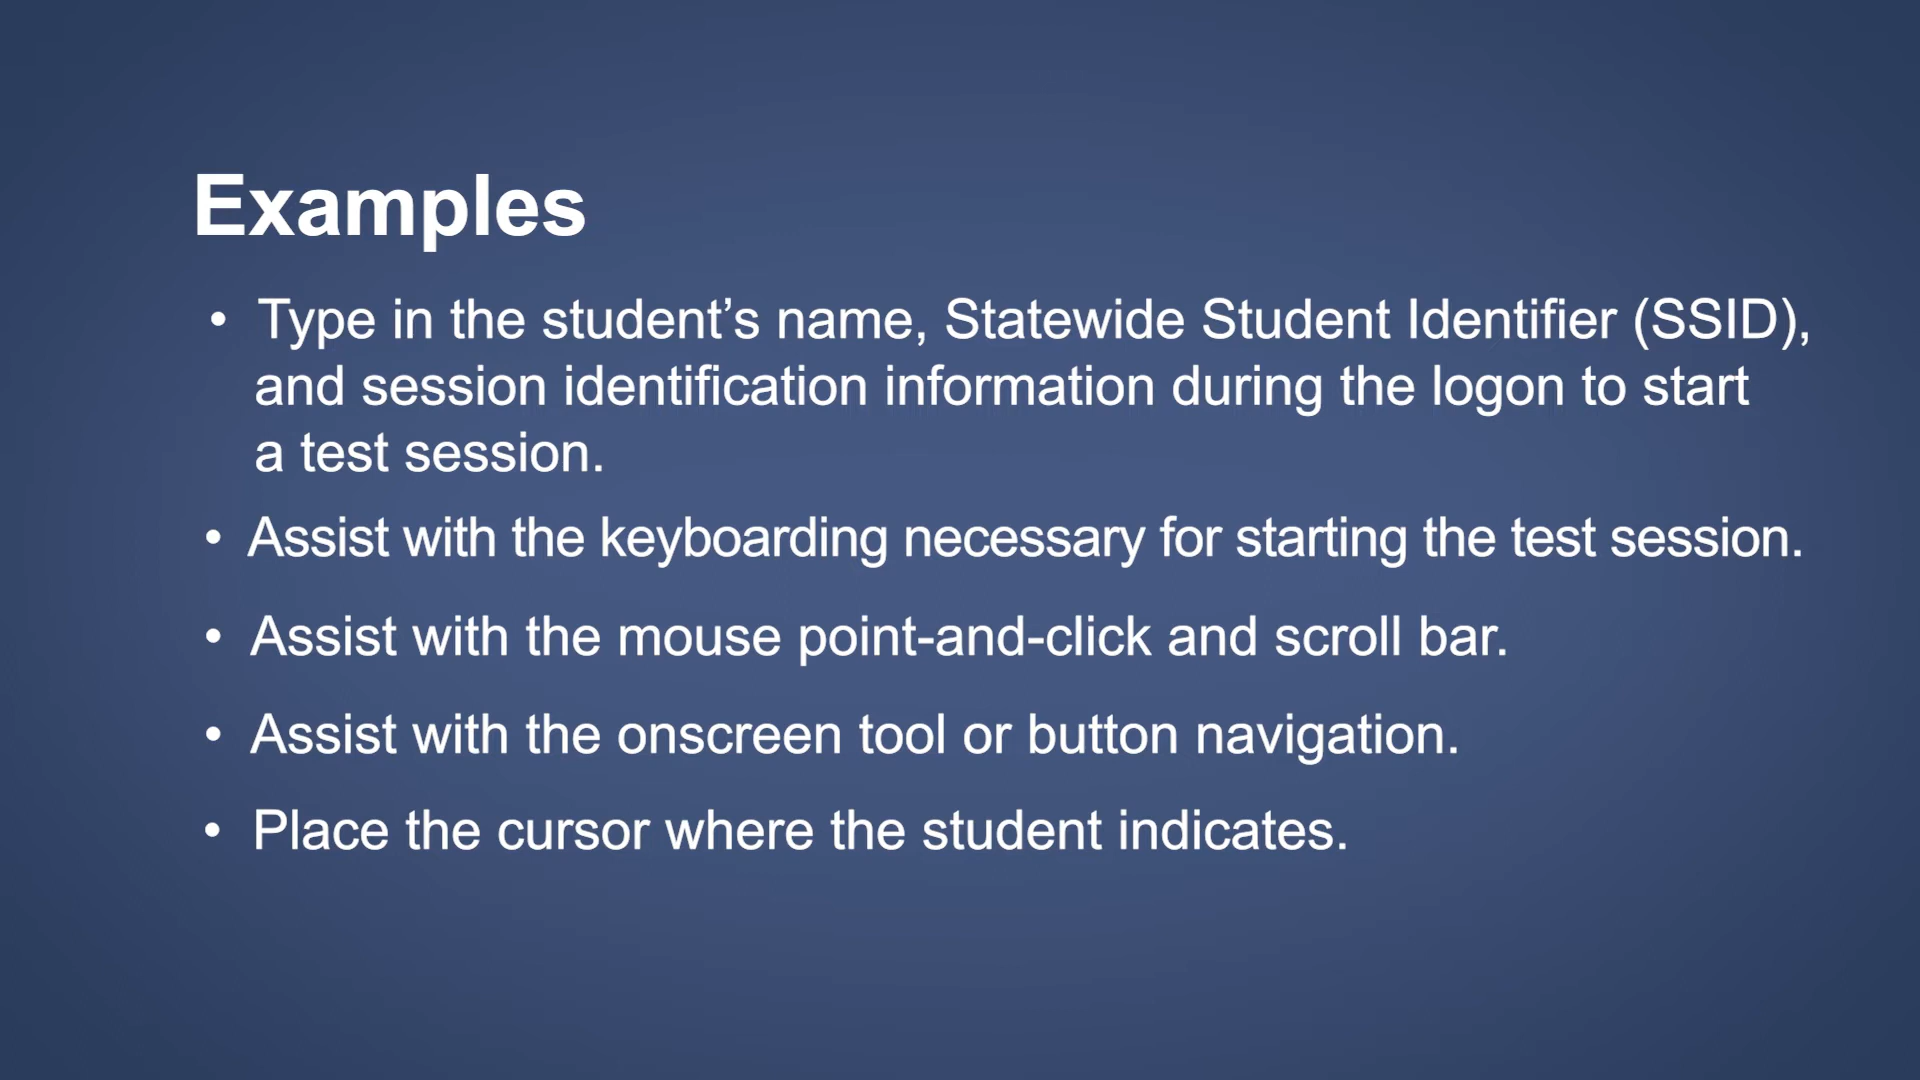 Examples
• Type in the student’s name, Statewide Student Identifier (SSID),
and session identification information during the logon to start
a test session.
• Assist with the keyboarding necessary for starting the test session.
• Assist with the mouse point-and-click and scroll bar.
• Assist with the onscreen tool or button navigation.
• Place the cursor where the student indicates.